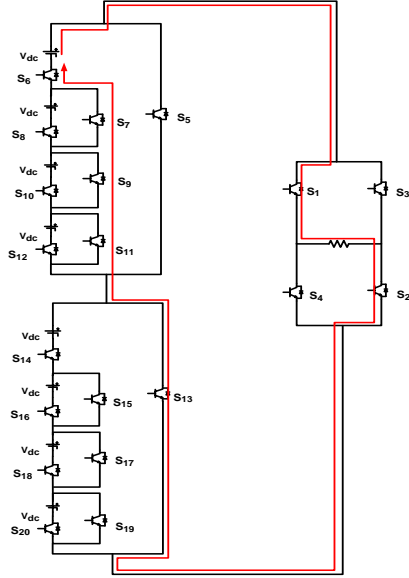 Vdc
S6
S5
Vdc
S7
S8
Vdc
S9
S10
Vdc
S11
S12
S1
S3
S4
S2
Vdc
S14
S13
Vdc
S15
S16
Vdc
S17
S18
Vdc
S19
S20